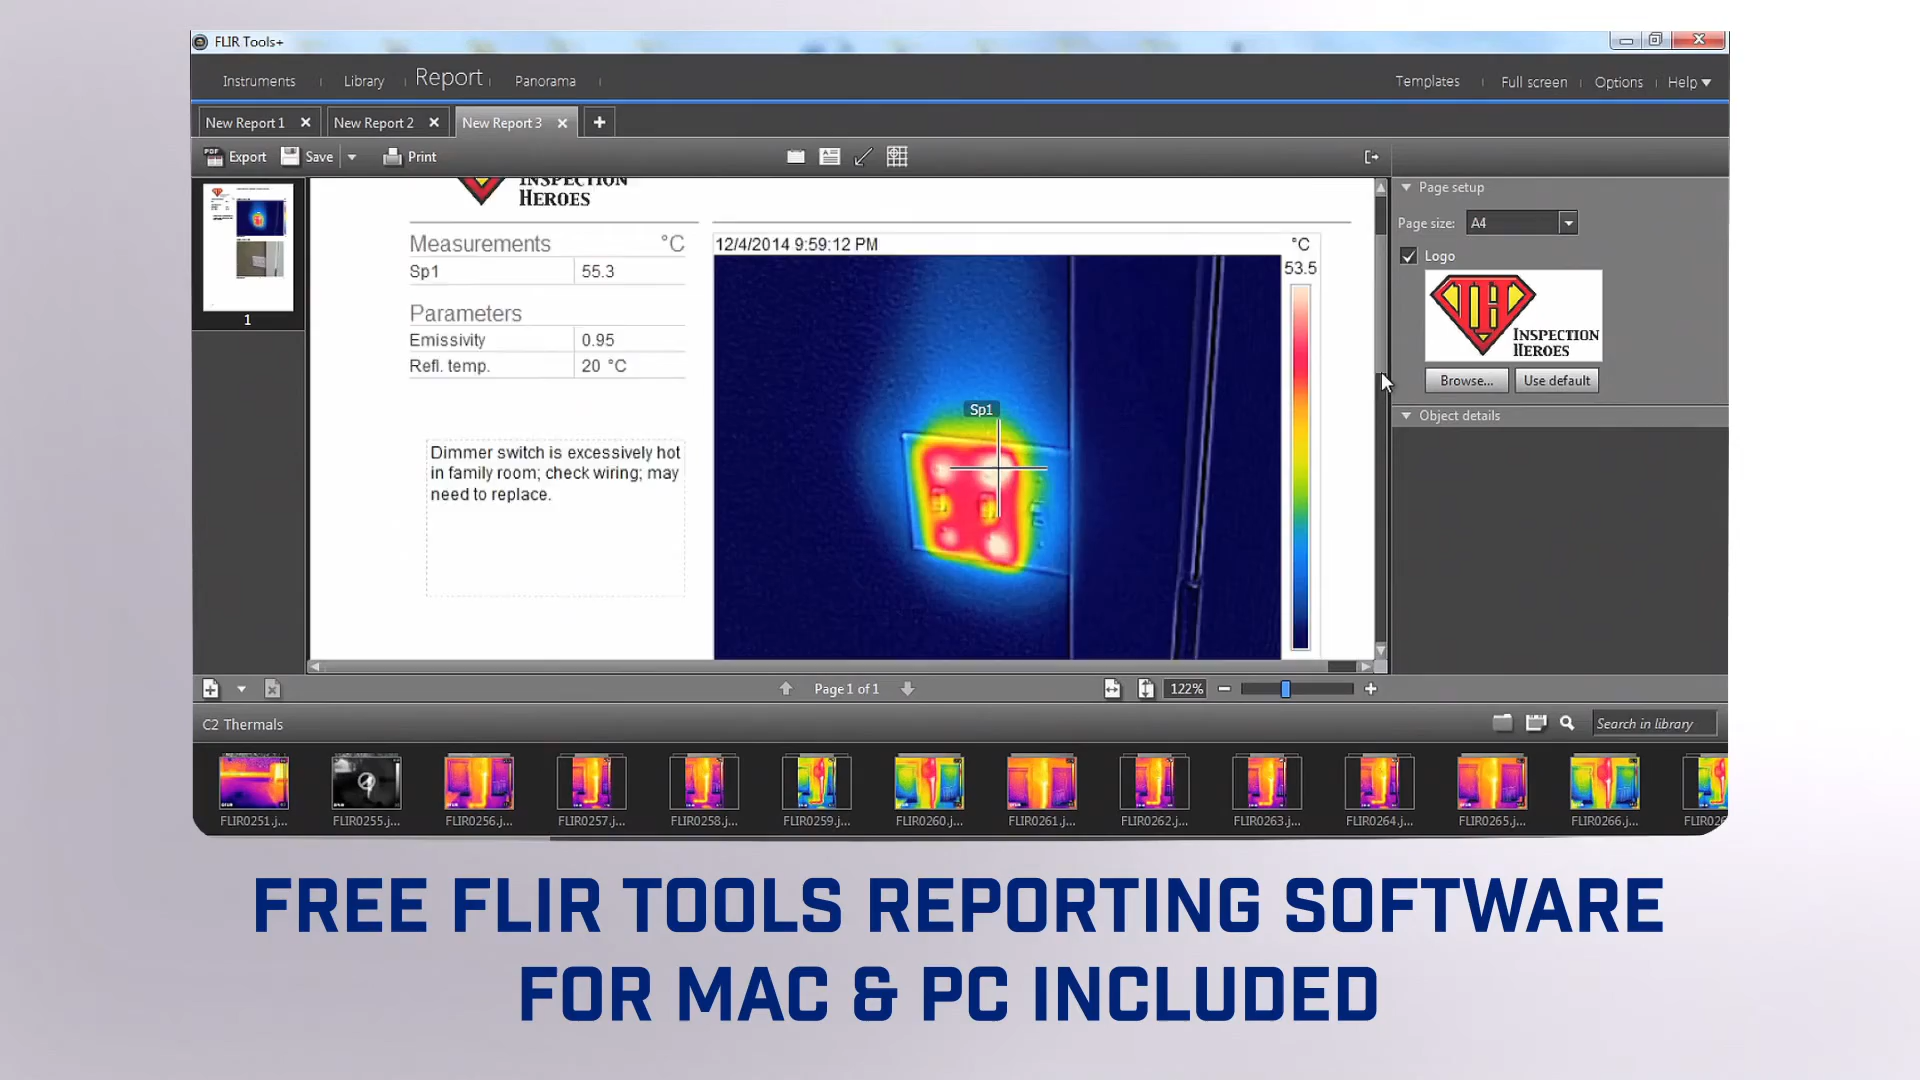 FLIR Tools+
Instruments Library Report Panorama Templates Full screen Options Help
New Report 1 New Report 2 New Report 3
PDF Export Save Print
INSPECTION
HEROES
Measurements °C
Sp1 55.3
Parameters
Emissivity 0.95
Refl. temp. 20 °C
Dimmer switch is excessively hot
in family room; check wiring; may
need to replace.
12/4/2014 9:59:12 PM °C
53.5
Sp1
1
Page setup
Page size: A4
Logo
IH INSPECTION
HEROES
Browse... Use default
Object details
Page 1 of 1 122%
C2 Thermals Search in library
FLIR0251.j... FLIR0255.j... FLIR0256.j... FLIR0257.j... FLIR0258.j... FLIR0259.j... FLIR0260.j... FLIR0261.j... FLIR0262.j... FLIR0263.j... FLIR0264.j... FLIR0265.j... FLIR0266.j... FLIR026
FREE FLIR TOOLS REPORTING SOFTWARE
FOR MAC & PC INCLUDED